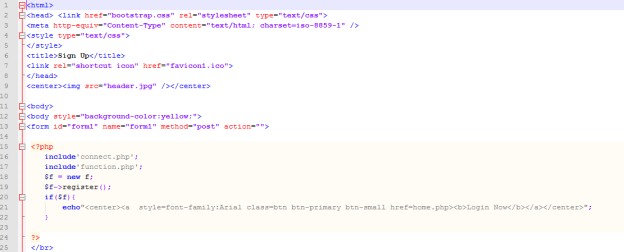 1 <html>
2 <head> <link href="bootstrap.css" rel="stylesheet" type="text/css">
3 <meta http-equiv="Content-Type" content="text/html; charset=iso-8859-1" />
4 <style type="text/css">
5 </style>
6 <title>Sign Up</title>
7 <link rel="shortcut icon" href="favicon1.ico">
8 </head>
9 <center><img src="header.jpg" /></center>
10
11 <body>
12 <body style="background-color:yellow;">
13 <form id="form1" name="form1" method="post" action="">
14
15 <?php
16 include'connect.php';
17 include'function.php';
18 $f = new f;
19 $f->register();
20 if($f){
21 echo"<center><a style=font-family:Arial class=btn btn-primary btn-small href=home.php><b>Login Now</b></a></center>";
22 }
23
24 ?>
25 </br>